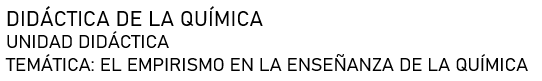 DIDÁCTICA DE LA QUÍMICA
UNIDAD DIDÁCTICA
TEMÁTICA: EL EMPIRISMO EN LA ENSEÑANZA DE LA QUÍMICA